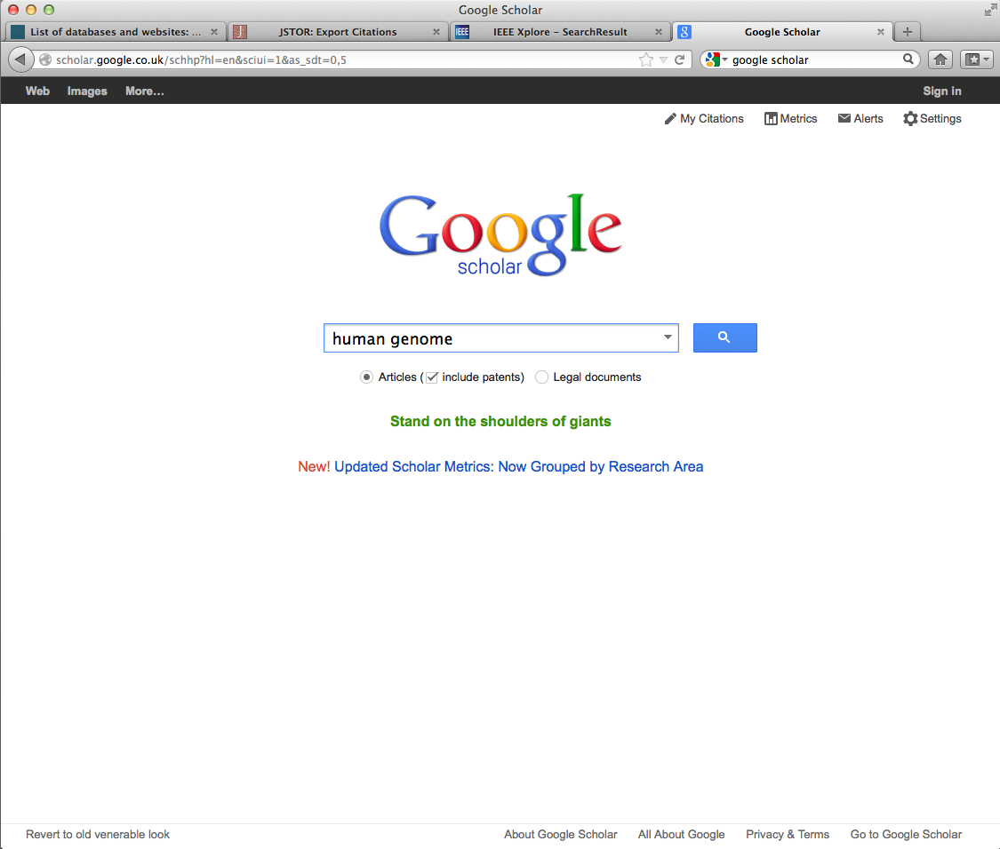 Google Scholar
List of databases and websites: ...
JSTOR: Export Citations
IEEE
IEEE Xplore – SearchResult
8
Google Scholar
scholar.google.co.uk/schhp?hl=en&sciui=1&as_sdt=0,5
google scholar
Web Images More... Sign in
My Citations Metrics Alerts Settings
Google
scholar
human genome
Articles ( include patents) Legal documents
Stand on the shoulders of giants
New! Updated Scholar Metrics: Now Grouped by Research Area
Revert to old venerable look About Google Scholar All About Google Privacy & Terms Go to Google Scholar